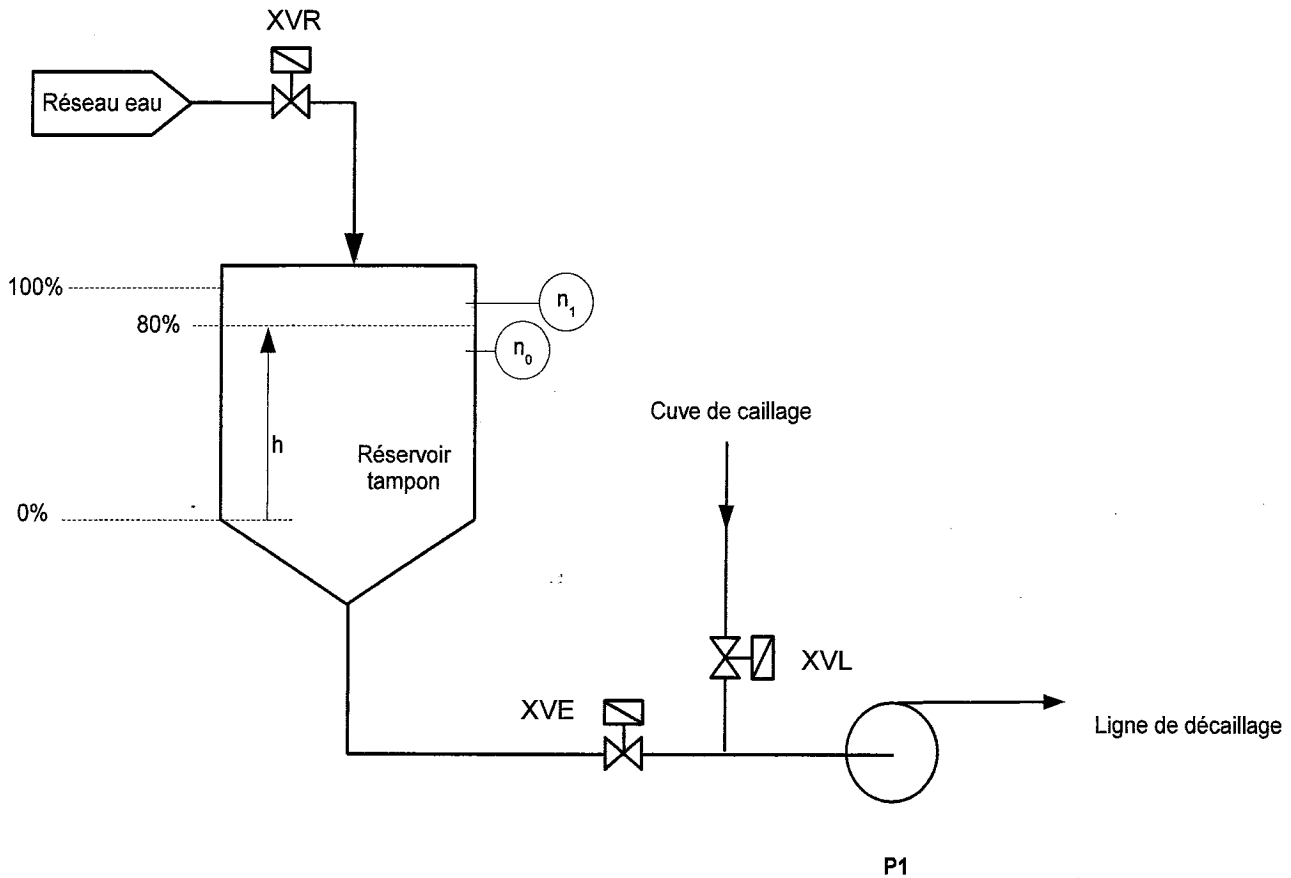 XVR
Réseau eau
100%
n1
80%
n0
h
Réservoir
tampon
0%
Cuve de caillage
XVL
XVE
Ligne de décaillage
P1